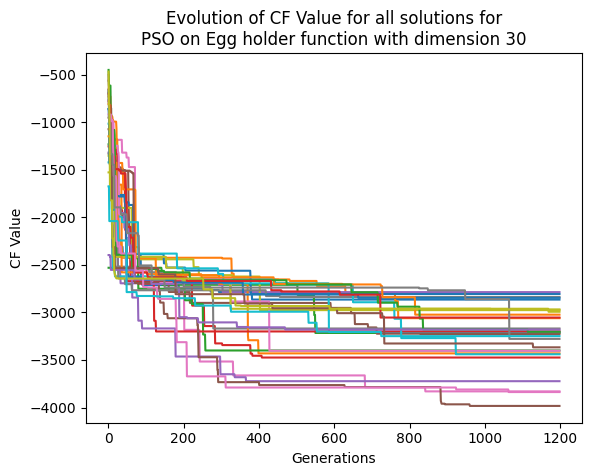 Evolution of CF Value for all solutions for
PSO on Egg holder function with dimension 30
−500
−1000
−1500
−2000
−2500
−3000
−3500
−4000
CF Value
0 200 400 600 800 1000 1200
Generations